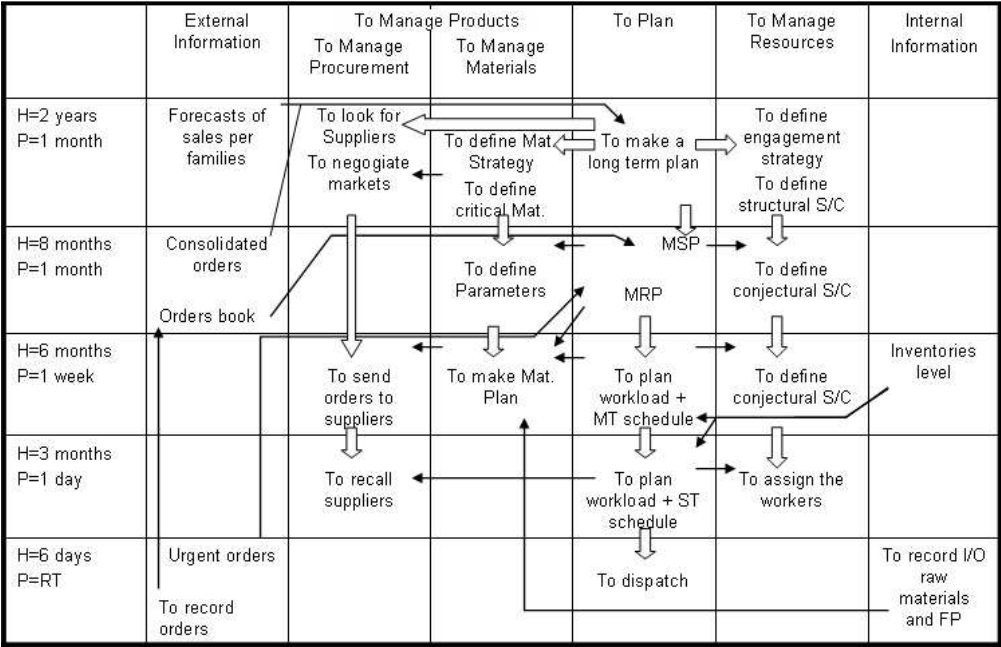 External
Information
To Manage Products
To Manage
Procurement
To Manage
Materials
To Plan
To Manage
Resources
Internal
Information
H=2 years
P=1 month
Forecasts of
sales per
families
To look for
Suppliers
To negogiate
markets
To define Mat.
Strategy
To define
critical Mat.
To make a
long term plan
To define
engagement
strategy
To define
structural S/C
H=8 months
P=1 month
Consolidated
orders
Orders book
To define
Parameters
MSP
MRP
To define
conjectural S/C
H=6 months
P=1 week
To send
orders to
suppliers
To make Mat.
Plan
To plan
workload +
MT schedule
To define
conjectural S/C
Inventories
level
H=3 months
P=1 day
To recall
suppliers
To plan
workload + ST
schedule
To assign the
workers
H=6 days
P=RT
Urgent orders
To record
orders
To dispatch
To record I/O
raw
materials
and FP